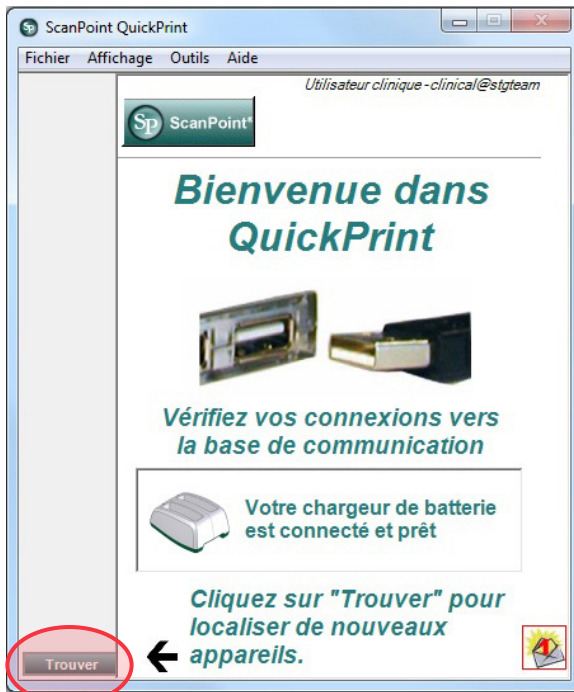 ScanPoint QuickPrint
Fichier Affichage Outils Aide
Utilisateur clinique - clinical@stgteam
Sp ScanPoint®
Bienvenue dans
QuickPrint
Vérifiez vos connexions vers
la base de communication
Votre chargeur de batterie
est connecté et prêt
Cliquez sur "Trouver" pour
localiser de nouveaux
appareils.
Trouver